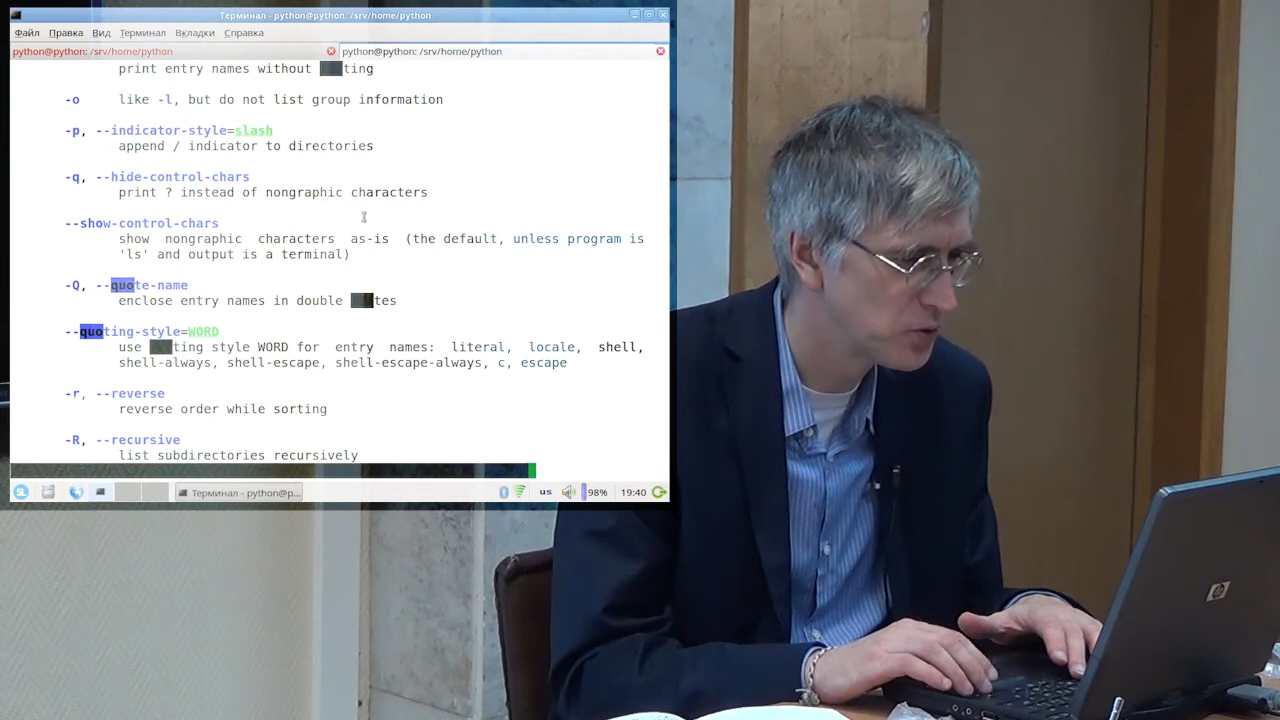 Терминал - python@python: /srv/home/python
Файл Правка Вид Терминал Вкладки Справка
python@python: /srv/home/python python@python: /srv/home/python
print entry names without quoting
-o like -l, but do not list group information
-p, --indicator-style=slash
append / indicator to directories
-q, --hide-control-chars
print ? instead of nongraphic characters
--show-control-chars
show nongraphic characters as-is (the default, unless program is
'ls' and output is a terminal)
-Q, --quote-name
enclose entry names in double quotes
--quoting-style=WORD
use quoting style WORD for entry names: literal, locale, shell,
shell-always, shell-escape, shell-escape-always, c, escape
-r, --reverse
reverse order while sorting
-R, --recursive
list subdirectories recursively
Терминал - python@p... us 98% 19:40
hp